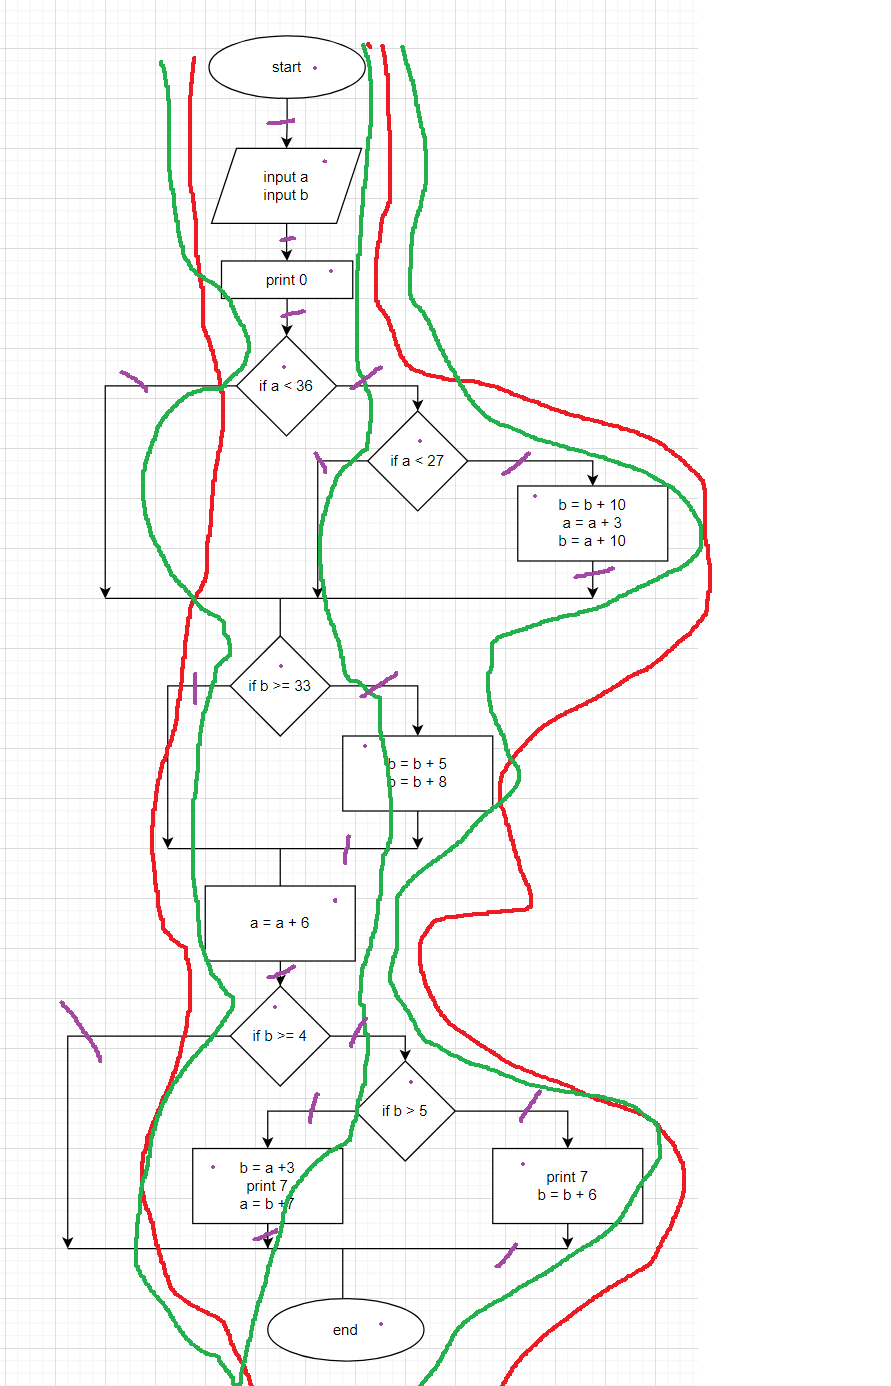 start
input a
input b
print 0
if a < 36
if a < 27
b = b + 10
a = a + 3
b = a + 10
if b >= 33
b = b + 5
b = b + 8
a = a + 6
if b >= 4
if b > 5
b = a +3
print 7
a = b +7
print 7
b = b + 6
end